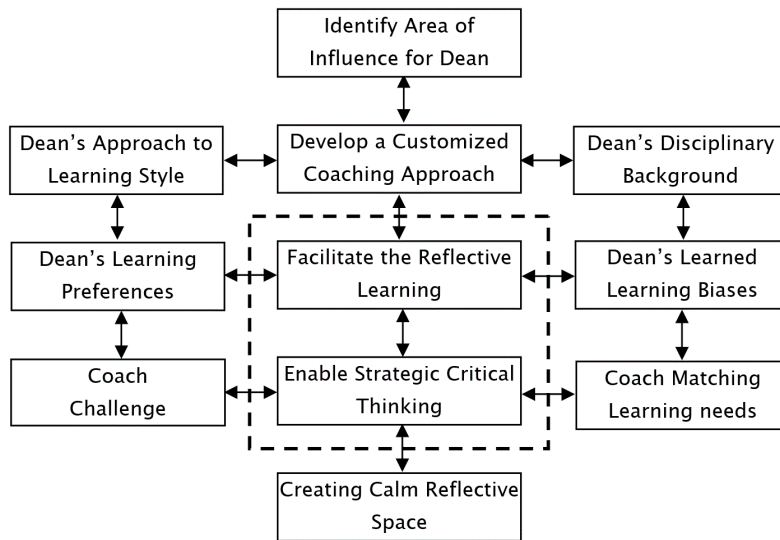 Identify Area of
Influence for Dean
Dean's Approach to
Learning Style
Develop a Customized
Coaching Approach
Dean's Disciplinary
Background
Dean's Learning
Preferences
Facilitate the Reflective
Learning
Dean's Learned
Learning Biases
Coach
Challenge
Enable Strategic Critical
Thinking
Coach Matching
Learning needs
Creating Calm Reflective
Space